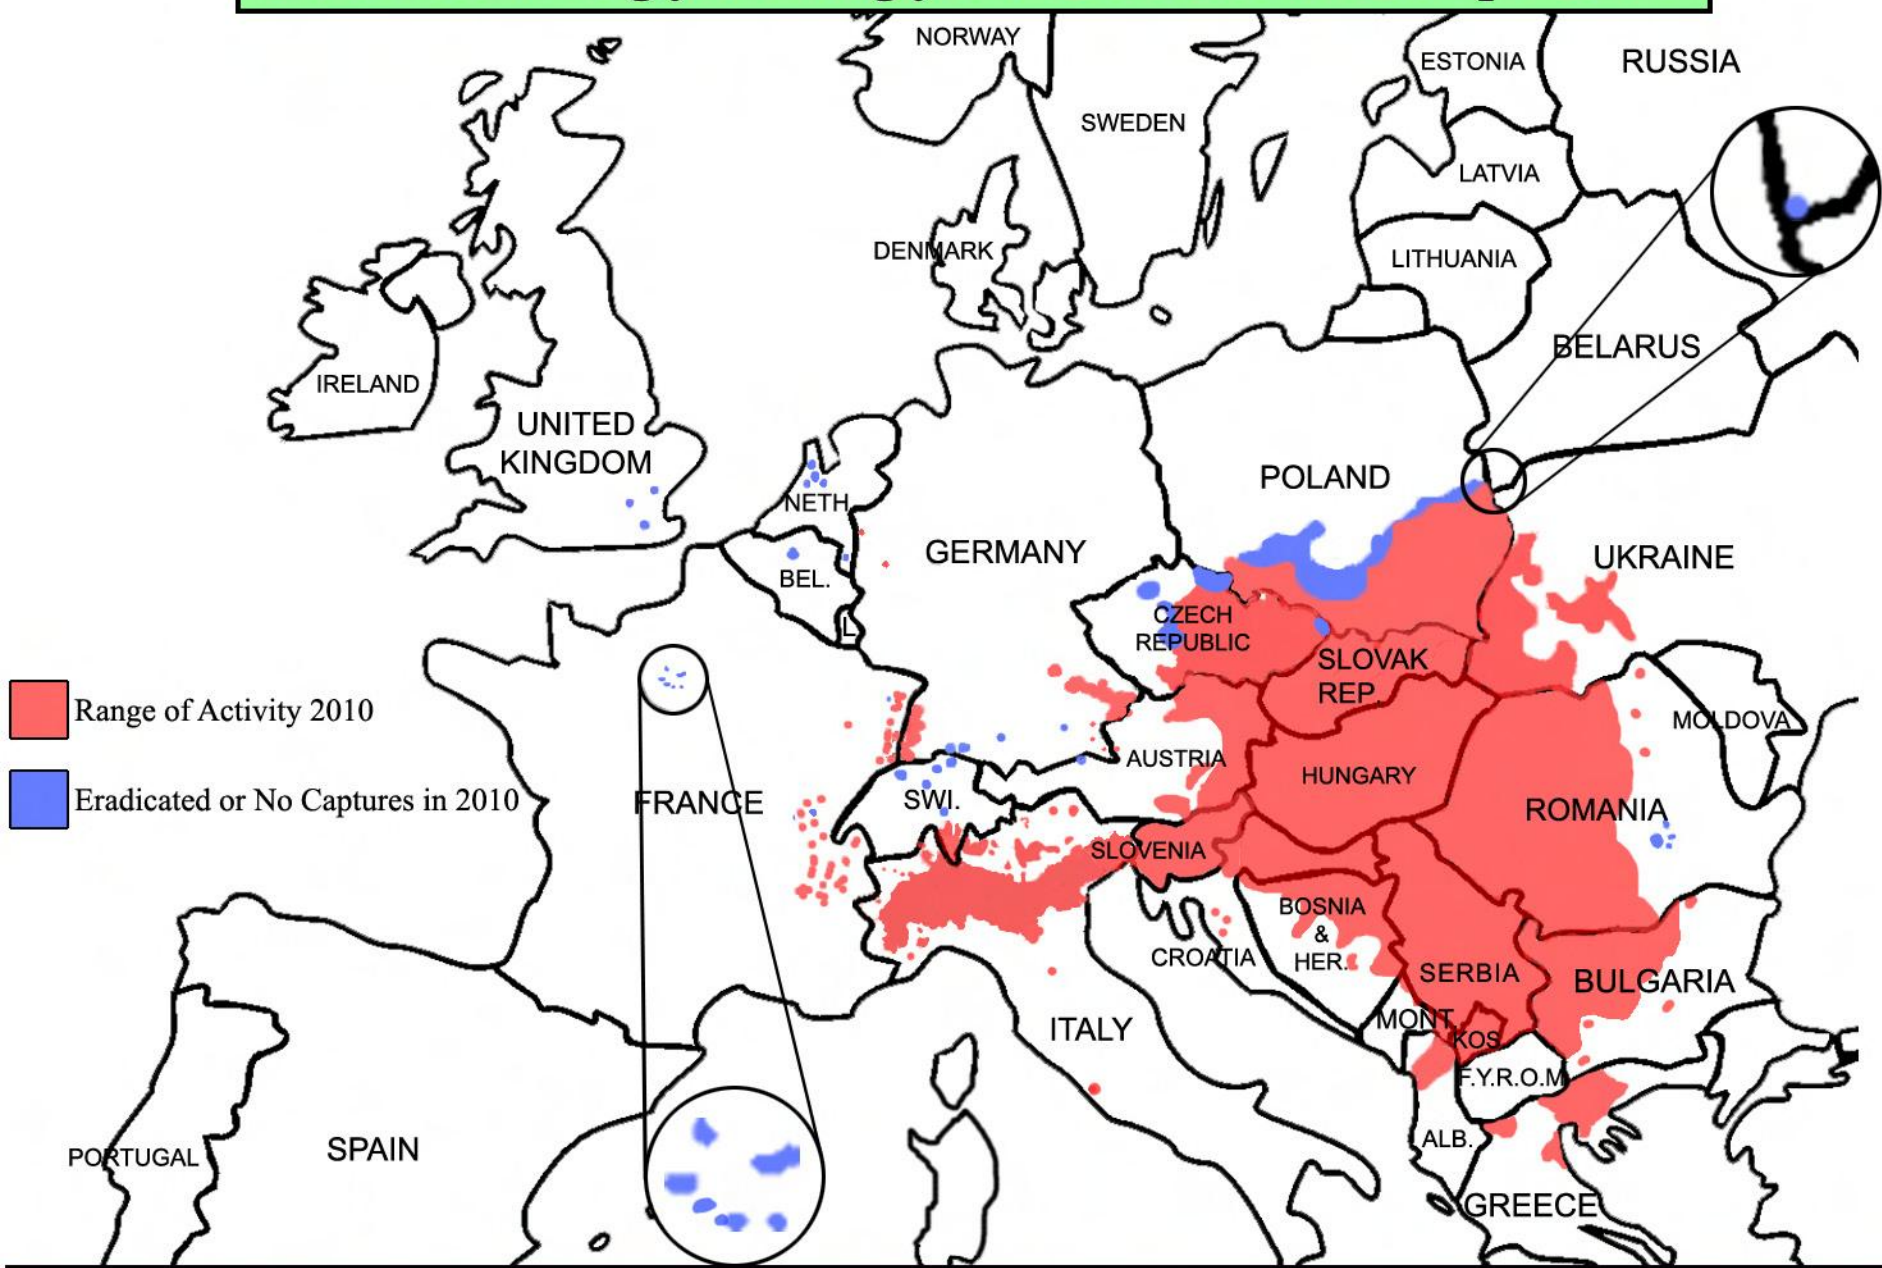 NORWAY
ESTONIA
RUSSIA
SWEDEN
LATVIA
DENMARK
LITHUANIA
BELARUS
IRELAND
UNITED
KINGDOM
POLAND
NETH.
GERMANY
UKRAINE
BEL.
CZECH
REPUBLIC
L
SLOVAK
REP.
Range of Activity 2010
MOLDOVA
AUSTRIA
HUNGARY
Eradicated or No Captures in 2010
FRANCE
SWI.
ROMANIA
SLOVENIA
BOSNIA
&
HER.
CROATIA
SERBIA
BULGARIA
MONT.
ITALY
KOS.
F.Y.R.O.M
ALB.
PORTUGAL
SPAIN
GREECE